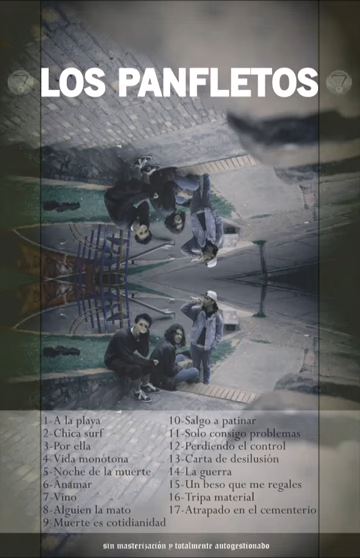 LOS PANFLETOS
1-A la playa
2-Chica surf
3-Por ella
4-Vida monótona
5-Noche de la muerte
6-Anamar
7-Vino
8-Alguien la mato
9-Muerte es cotidianidad
10-Salgo a patinar
11-Solo consigo problemas
12-Perdiendo el control
13-Carta de desilusión
14-La guerra
15-Un beso que me regales
16-Tripa material
17-Atrapado en el cementerio
sin masterización y totalmente autogestionado